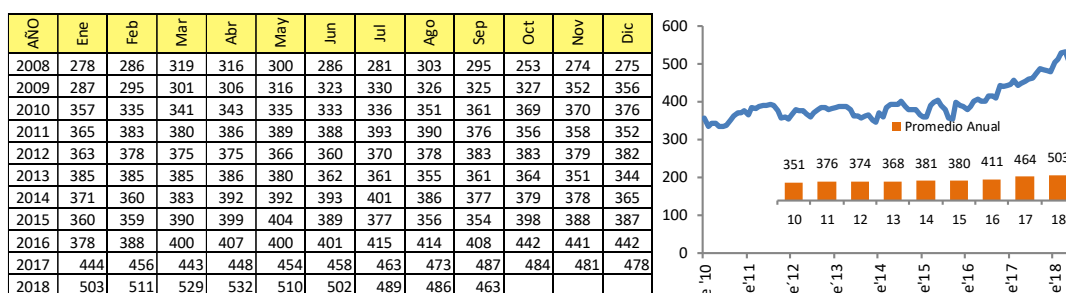 AÑO Ene Feb Mar Abr May Jun Jul Ago Sep Oct Nov Dic
2008 278 286 319 316 300 286 281 303 295 253 274 275
2009 287 295 301 306 316 323 330 326 325 327 352 356
2010 357 335 341 343 335 333 336 351 361 369 370 376
2011 365 383 380 386 389 388 393 390 376 356 358 352
2012 363 378 375 375 366 360 370 378 383 383 379 382
2013 385 385 385 386 380 362 361 355 361 364 351 344
2014 371 360 383 392 392 393 401 386 377 379 378 365
2015 360 359 390 399 404 389 377 356 354 398 388 387
2016 378 388 400 407 400 401 415 414 408 442 441 442
2017 444 456 443 448 454 458 463 473 487 484 481 478
2018 503 511 529 532 510 502 489 486 463
600
500
400
300
200
100
0
Promedio Anual
351 376 374 368 381 380 411 464 503
10 11 12 13 14 15 16 17 18
e'10 e'11 e'12 e'13 e'14 e'15 e'16 e'17 e'18